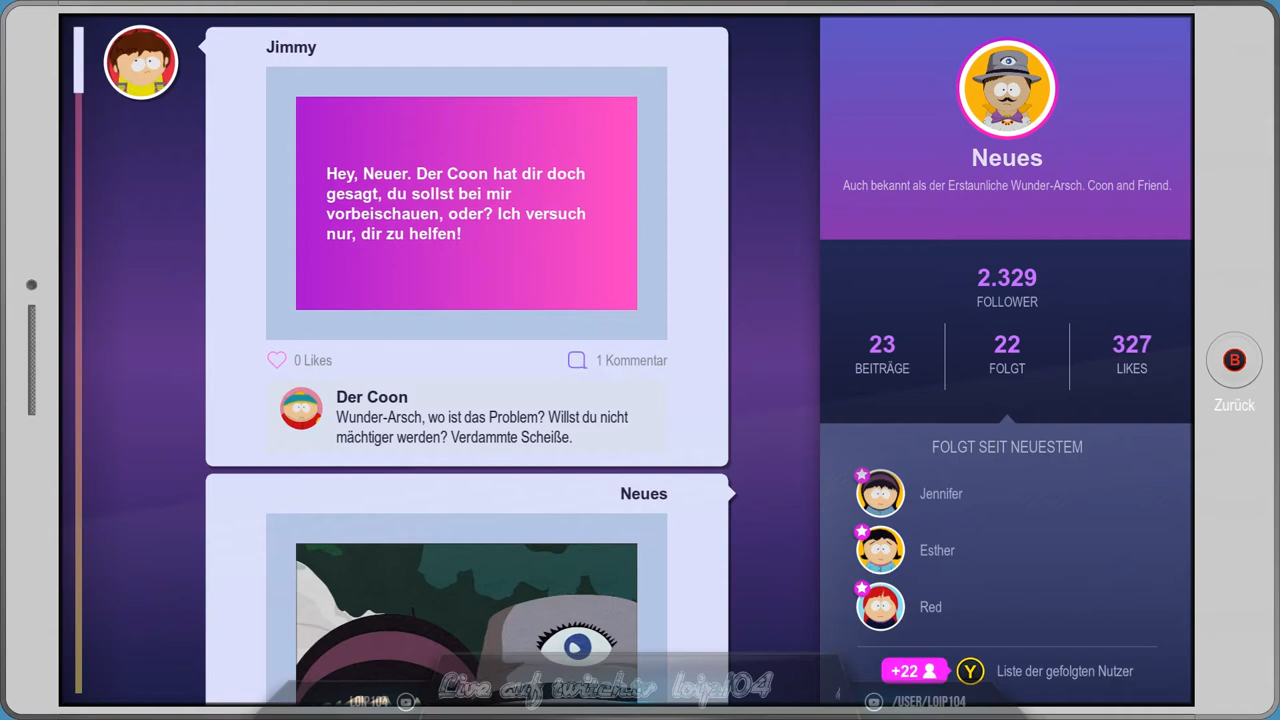 Jimmy
Hey, Neuer. Der Coon hat dir doch
gesagt, du sollst bei mir
vorbeischauen, oder? Ich versuch
nur, dir zu helfen!
0 Likes
1 Kommentar
Der Coon
Wunder-Arsch, wo ist das Problem? Willst du nicht
mächtiger werden? Verdammte Scheiße.
Neues
Neues
Auch bekannt als der Erstaunliche Wunder-Arsch. Coon and Friend.
2.329
FOLLOWER
23
BEITRÄGE
22
FOLGT
327
LIKES
FOLGT SEIT NEUESTEM
Jennifer
Esther
Red
+22
Y
Liste der gefolgten Nutzer
B
Zurück
Live auf
loip104
LOIP104
/USER/LOIP104